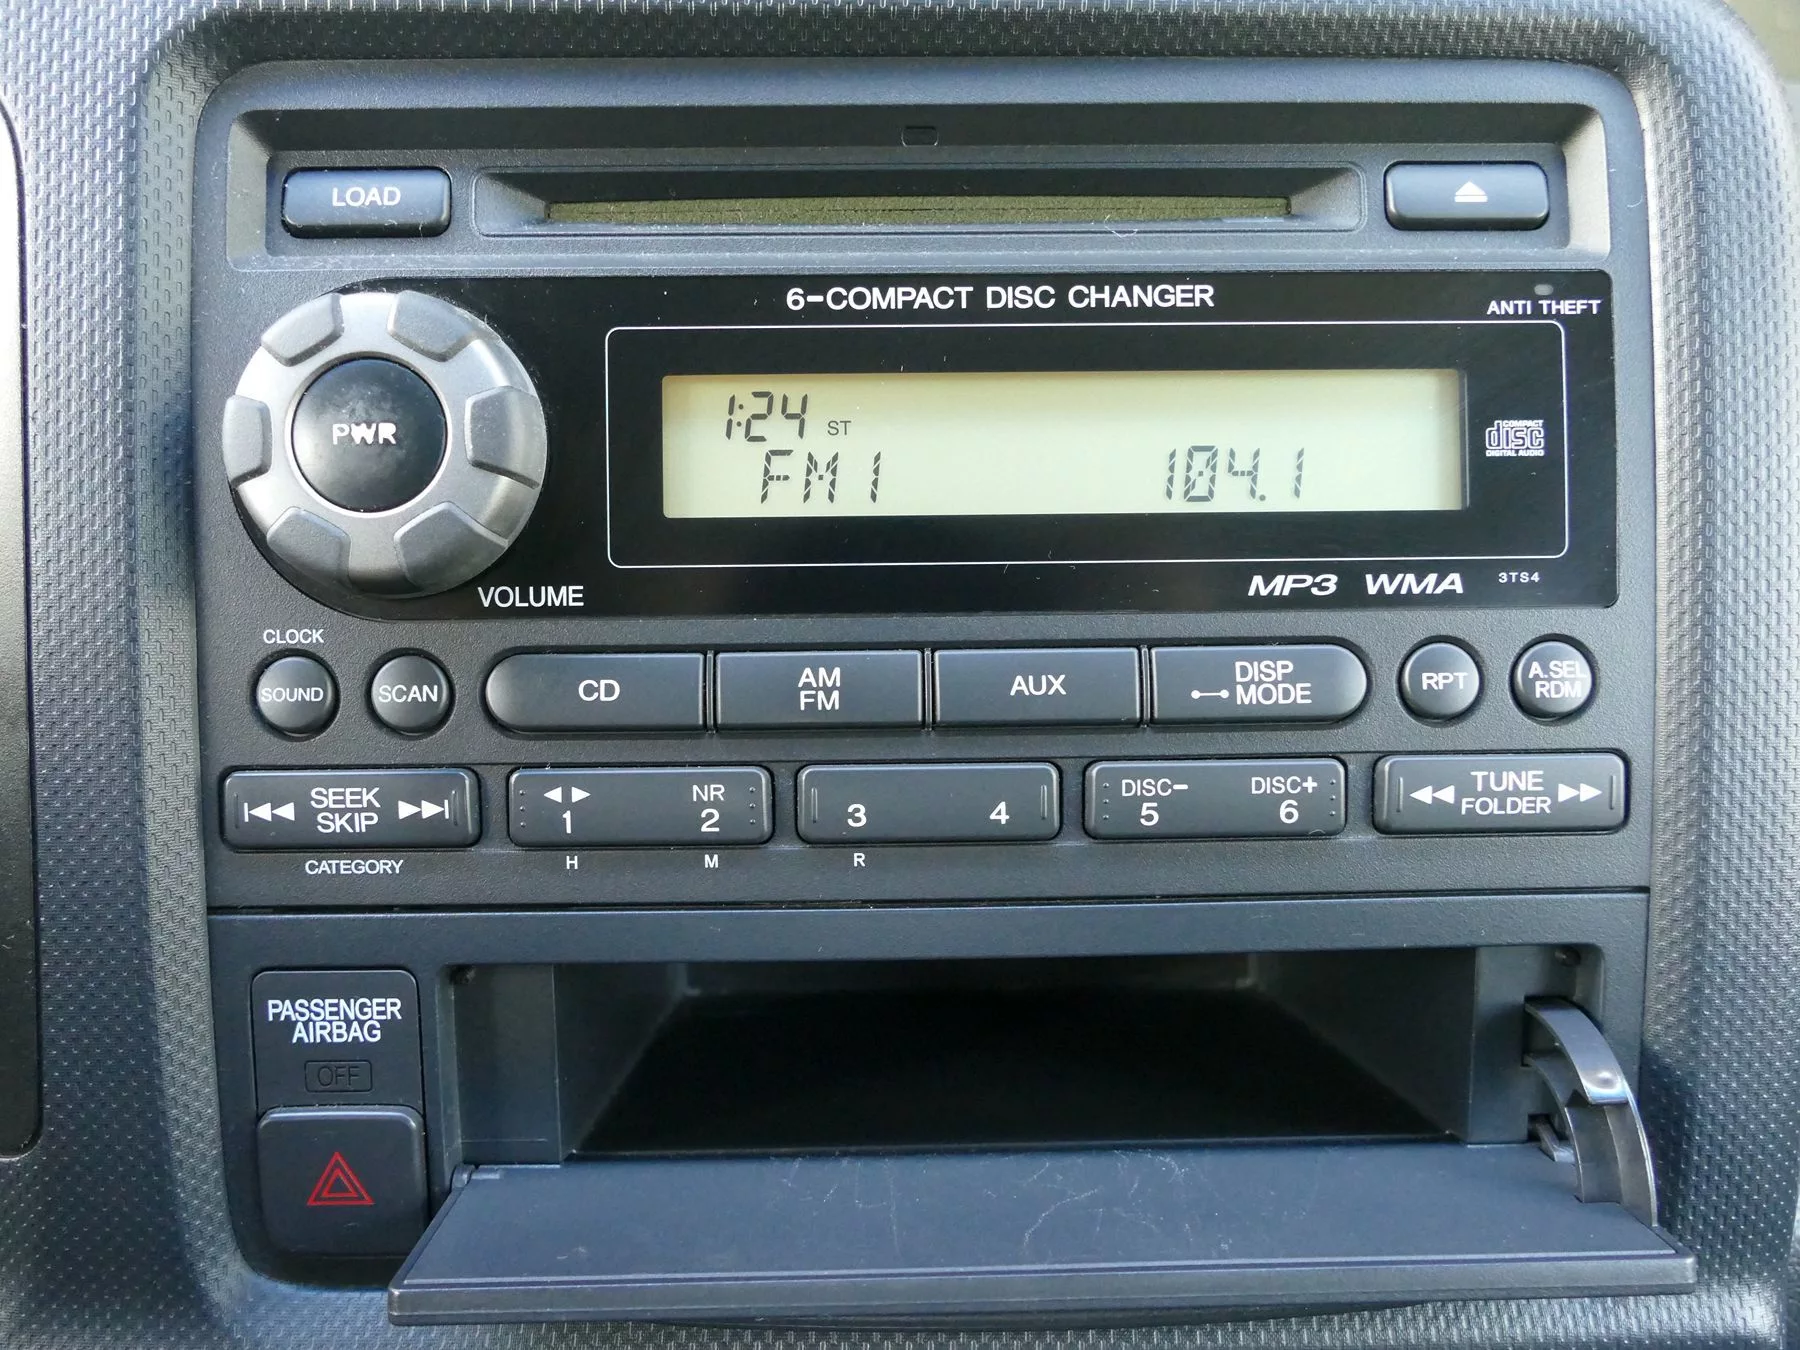 LOAD
6-COMPACT DISC CHANGER
ANTI THEFT
PWR
1:24 ST
FM1 104.1
COMPACT
disc
DIGITAL AUDIO
VOLUME
MP3 WMA 3TS4
CLOCK
SOUND
SCAN
CD
AM
FM
AUX
DISP
MODE
RPT
A.SEL
RDM
SEEK
SKIP
CATEGORY
1
H
NR
2
M
3
R
4
DISC-
5
DISC+
6
TUNE
FOLDER
PASSENGER
AIRBAG
OFF